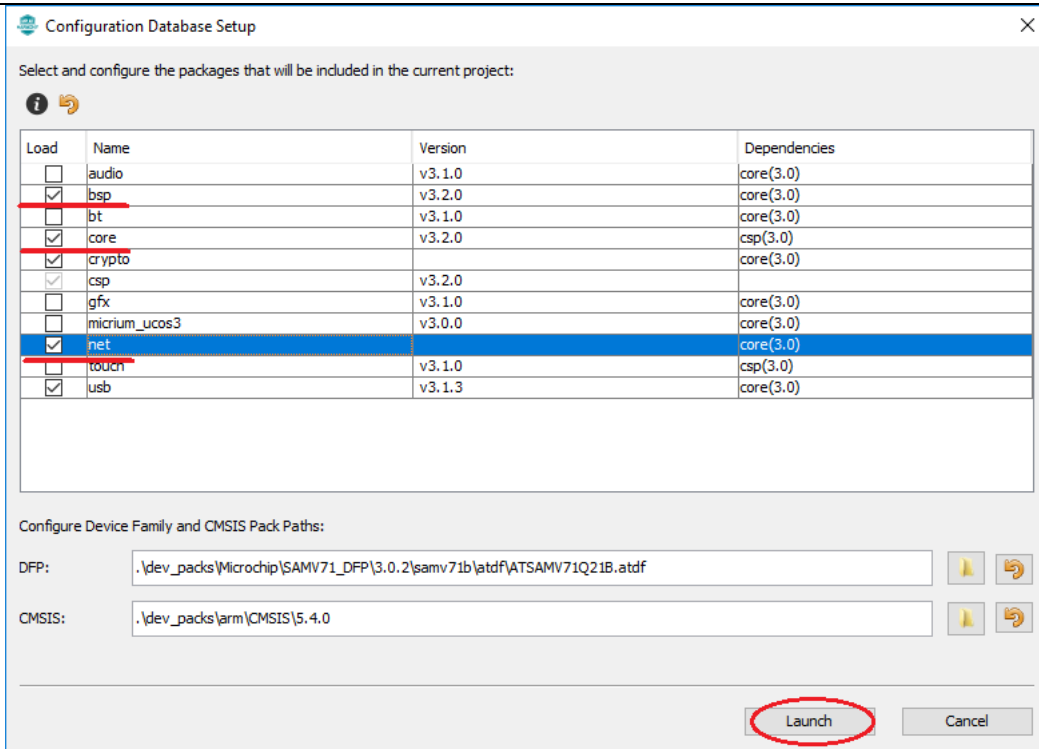 Configuration Database Setup
Select and configure the packages that will be included in the current project:
Load Name Version Dependencies
audio v3.1.0 core(3.0)
bsp v3.2.0 core(3.0)
bt v3.1.0 core(3.0)
core v3.2.0 csp(3.0)
crypto core(3.0)
csp v3.2.0
gfx v3.1.0 core(3.0)
micrium_ucos3 v3.0.0 core(3.0)
net core(3.0)
touch v3.1.0 csp(3.0)
usb v3.1.3 core(3.0)
Configure Device Family and CMSIS Pack Paths:
DFP: .\dev_packs\Microchip\SAMV71_DFP\3.0.2\samv71b\atdf\ATSAMV71Q21B.atdf
CMSIS: .\dev_packs\arm\CMSIS\5.4.0
Launch Cancel